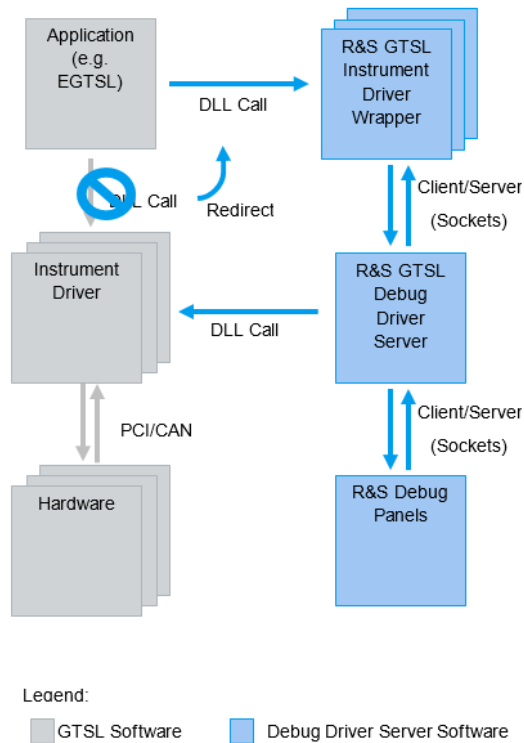 Application
(e.g.
EGTSL)
DLL Call
R&S GTSL
Instrument
Driver
Wrapper
DLL Call
Redirect
Client/Server
(Sockets)
Instrument
Driver
DLL Call
R&S GTSL
Debug
Driver
Server
PCI/CAN
Client/Server
(Sockets)
Hardware
R&S Debug
Panels
Legend:
GTSL Software
Debug Driver Server Software